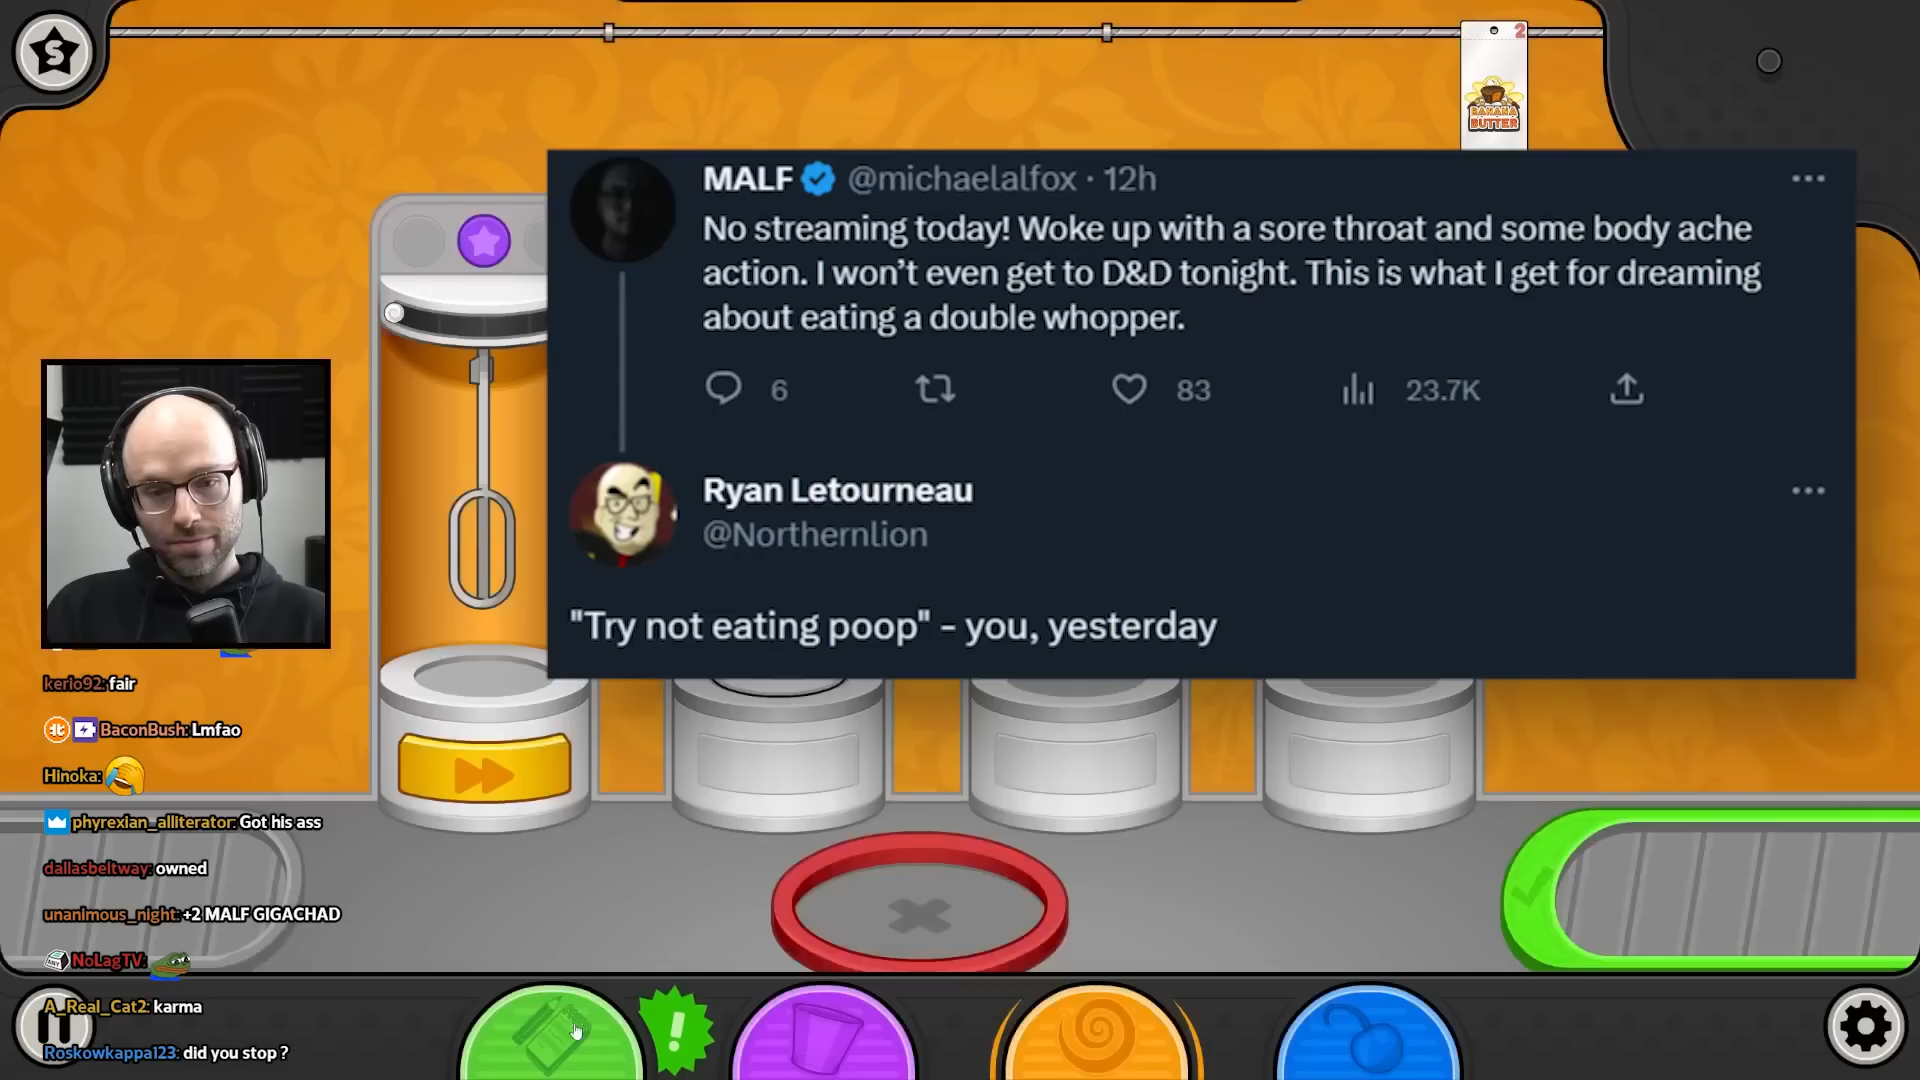 2
BANANA
BUTTER
MALF @michaelalfox · 12h
No streaming today! Woke up with a sore throat and some body ache
action. I won’t even get to D&D tonight. This is what I get for dreaming
about eating a double whopper.
6 83 23.7K
Ryan Letourneau
@Northernlion
"Try not eating poop" – you, yesterday
kerlo92: fair
BaconBush: Lmfao
Hinoka:
phyrexian_alliterator: Got his ass
dallasbeltway: owned
unanimous_night: +2 MALF GIGACHAD
NoLagTV:
A_Real_Cat2: karma
Roskowkappa123: did you stop ?